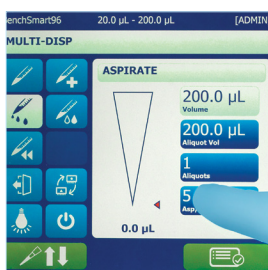 enchSmart96 20.0 µL - 200.0 µL [ADMIN
MULTI-DISP
ASPIRATE
200.0 µL
Volume
200.0 µL
Aliquot Vol
1
Aliquots
5
Asp
0.0 µL